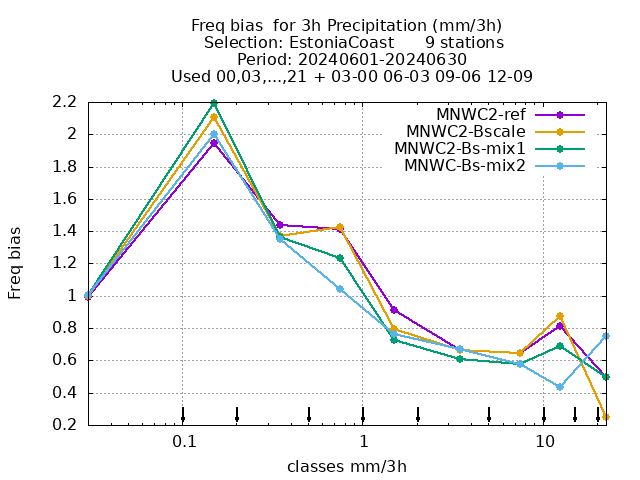 Freq bias  for 3h Precipitation (mm/3h)
Selection: EstoniaCoast      9 stations
Period: 20240601-20240630
Used 00,03,...,21 + 03-00 06-03 09-06 12-09
MNWC2-ref
MNWC2-Bscale
MNWC2-Bs-mix1
MNWC-Bs-mix2
Freq bias
2.2
2
1.8
1.6
1.4
1.2
1
0.8
0.6
0.4
0.2
0.1 1 10
classes mm/3h